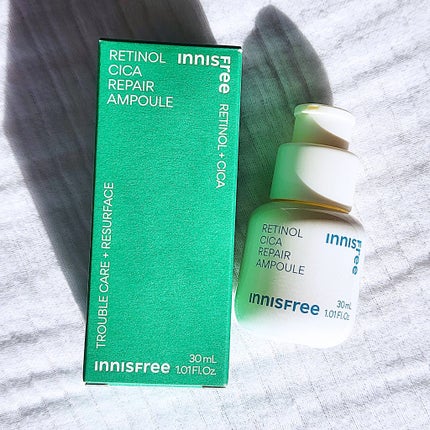 RETINOL
CICA
REPAIR
AMPOULE
INNISFree
RETINOL + CICA
TROUBLE CARE + RESURFACE
30 mL
INNISFree 1.01 Fl. Oz.
RETINOL
CICA
REPAIR
AMPOULE
INNISFree
30 mL
INNISFree 1.01 Fl. Oz.